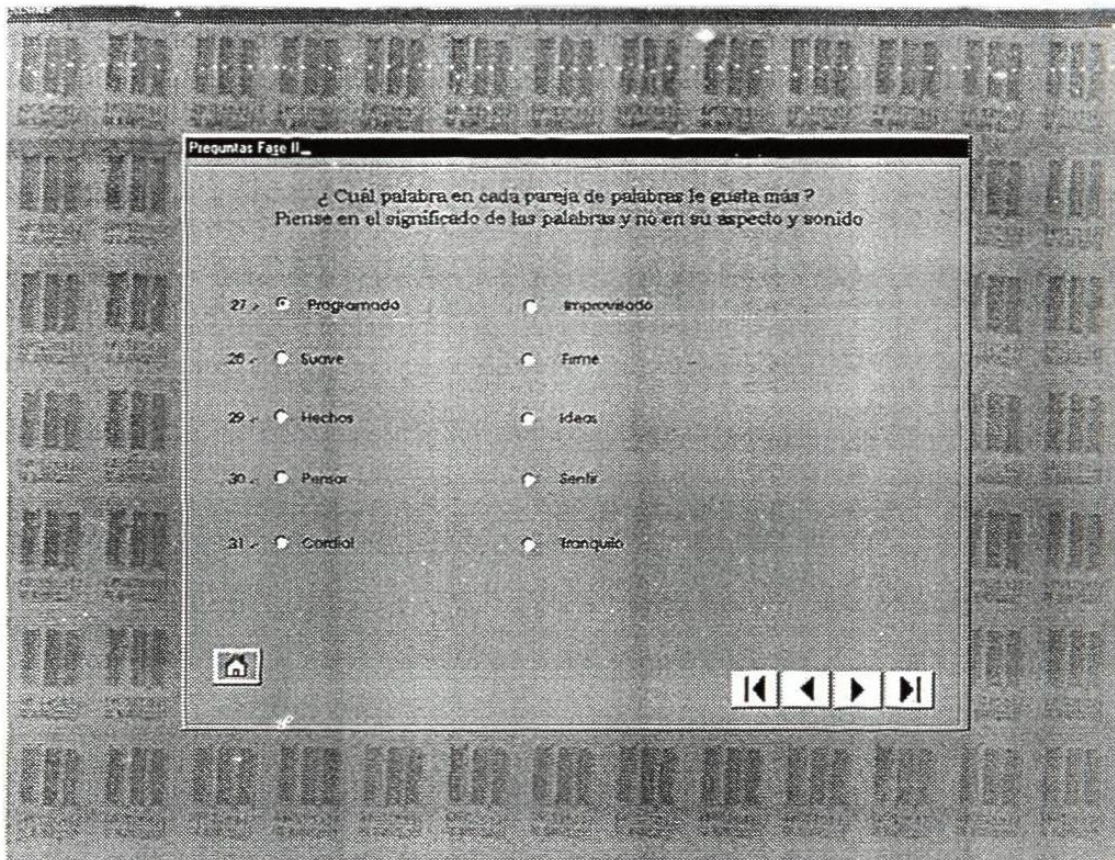 Preguntas Fase II
¿ Cuál palabra en cada pareja de palabras le gusta más ?
Piense en el significado de las palabras y no en su aspecto y sonido
27.- Programado Improvisado
28.- Suave Firme
29.- Hechos Ideas
30.- Pensar Sentir
31.- Cordial Tranquilo